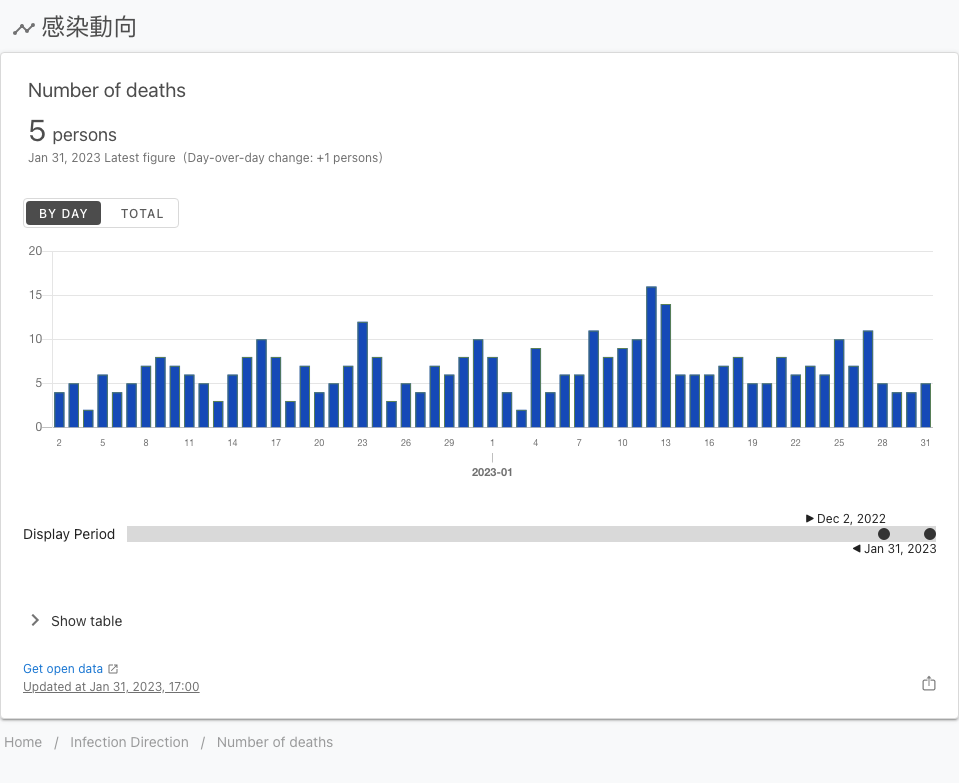 感染動向
Number of deaths
5 persons
Jan 31, 2023 Latest figure (Day-over-day change: +1 persons)
BY DAY TOTAL
20
15
10
5
0
2 5 8 11 14 17 20 23 26 29 1 4 7 10 13 16 19 22 25 28 31
2023-01
Dec 2, 2022
Display Period
Jan 31, 2023
Show table
Get open data
Updated at Jan 31, 2023, 17:00
Home / Infection Direction / Number of deaths